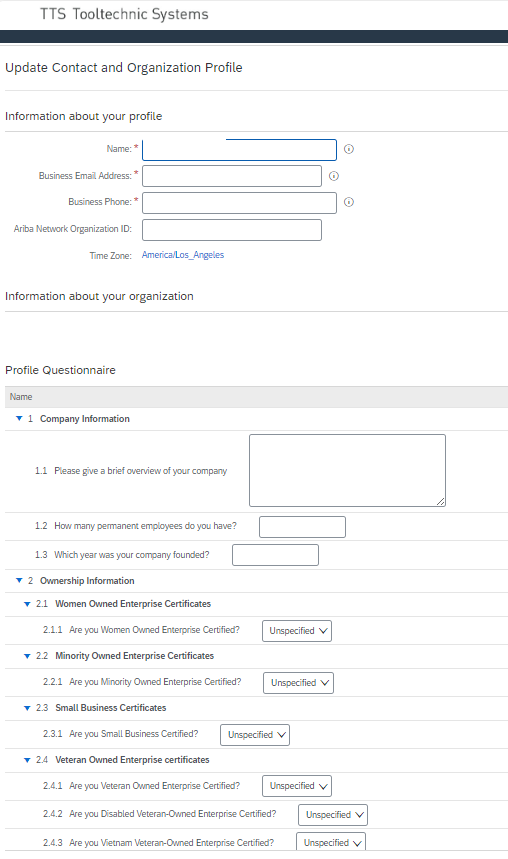 TTS Tooltechnic Systems
Update Contact and Organization Profile
Information about your profile
Name: *
Business Email Address: *
Business Phone: *
Ariba Network Organization ID:
Time Zone: America/Los_Angeles
Information about your organization
Profile Questionnaire
Name
1 Company Information
1.1 Please give a brief overview of your company
1.2 How many permanent employees do you have?
1.3 Which year was your company founded?
2 Ownership Information
2.1 Women Owned Enterprise Certificates
2.1.1 Are you Women Owned Enterprise Certified? Unspecified
2.2 Minority Owned Enterprise Certificates
2.2.1 Are you Minority Owned Enterprise Certified? Unspecified
2.3 Small Business Certificates
2.3.1 Are you Small Business Certified? Unspecified
2.4 Veteran Owned Enterprise certificates
2.4.1 Are you Veteran Owned Enterprise Certified? Unspecified
2.4.2 Are you Disabled Veteran-Owned Enterprise Certified? Unspecified
2.4.3 Are you Vietnam Veteran-Owned Enterprise Certified? Unspecified